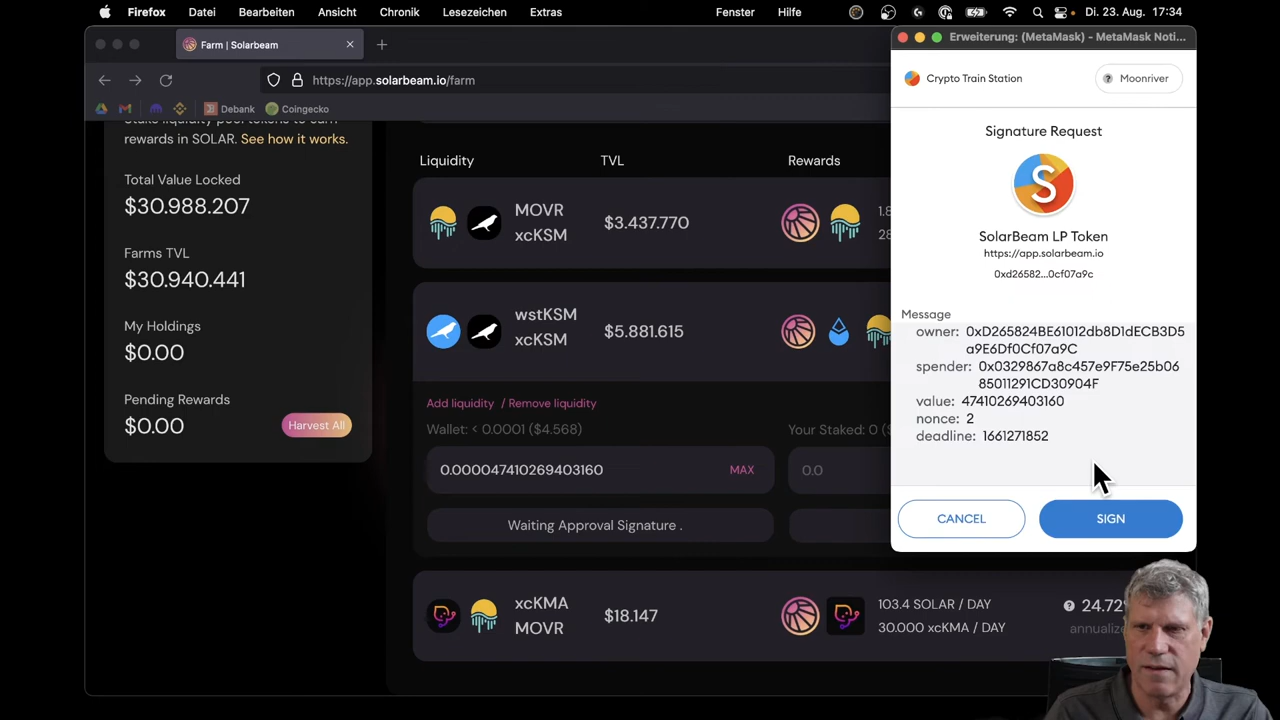 Firefox Datei Bearbeiten Ansicht Chronik Lesezeichen Extras Fenster Hilfe Di. 23. Aug. 17:34
Farm | Solarbeam
https://app.solarbeam.io/farm
Debank Coingecko
rewards in SOLAR. See how it works.
Total Value Locked
$30.988.207
Farms TVL
$30.940.441
My Holdings
$0.00
Pending Rewards
$0.00
Harvest All
Liquidity TVL Rewards
MOVR
xcKSM
$3.437.770
1.8
28
wstKSM
xcKSM
$5.881.615
Add liquidity / Remove liquidity
Wallet: < 0.0001 ($4.568)
Your Staked: 0 ($
0.000047410269403160 MAX
0.0
Waiting Approval Signature .
xcKMA
MOVR
$18.147
103.4 SOLAR / DAY
30.000 xcKMA / DAY
24.72
annualize
Erweiterung: (MetaMask) - MetaMask Noti...
Crypto Train Station
Moonriver
Signature Request
S
SolarBeam LP Token
https://app.solarbeam.io
0xd26582...0cf07a9c
Message
owner: 0xD265824BE61012db8D1dECB3D5
a9E6Df0Cf07a9C
spender: 0x0329867a8c457e9F75e25b06
85011291CD30904F
value: 47410269403160
nonce: 2
deadline: 1661271852
CANCEL
SIGN